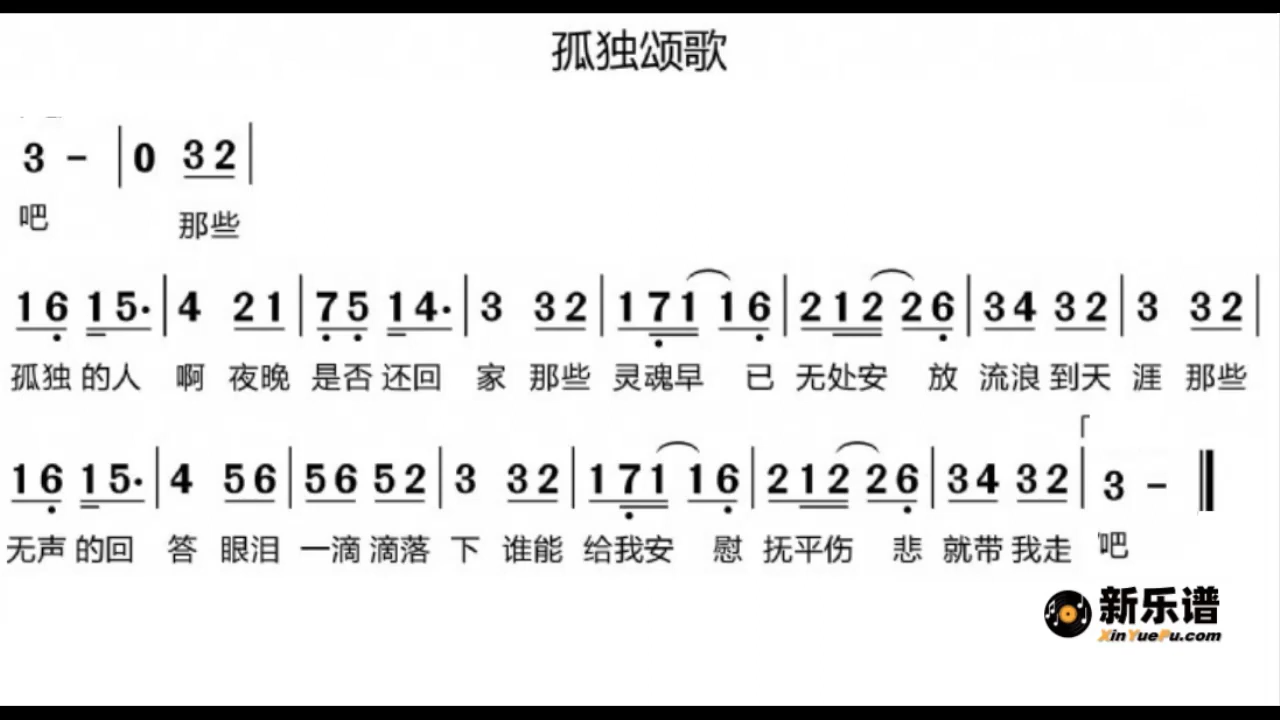 孤独颂歌
3 - | 0 32 |
吧 那些
16 15· | 4 21 | 75 14· | 3 32 | 171 16 | 212 26 | 34 32 | 3 32 |
孤独 的人 啊 夜晚 是否 还回 家 那些 灵魂早 已 无处安 放 流浪 到天 涯 那些
16 15· | 4 56 | 56 52 | 3 32 | 171 16 | 212 26 | 34 32 | 3 - ‖
无声 的回 答 眼泪 一滴 滴落 下 谁能 给我安 慰 抚平伤 悲 就带 我走 吧
新乐谱
XinYuePu.com